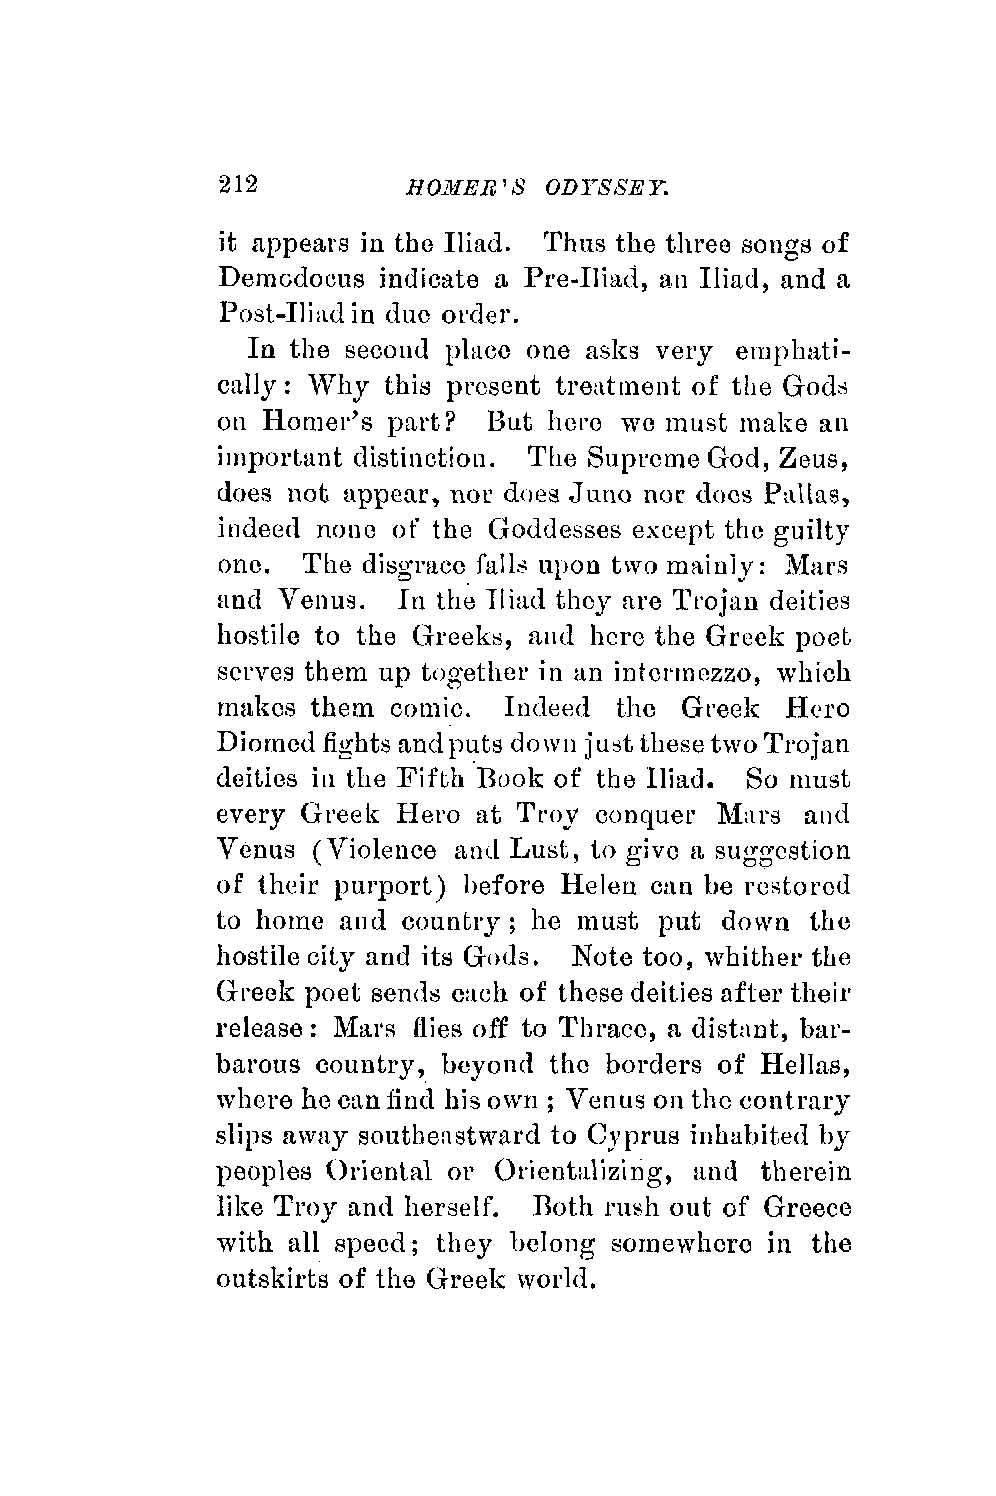 212 HOMER'S ODYSSEY.
it appears in the Iliad. Thus the three songs of
Demodocus indicate a Pre-Iliad, an Iliad, and a
Post-Iliad in due order.
In the second place one asks very emphati-
cally: Why this present treatment of the Gods
on Homer's part? But here we must make an
important distinction. The Supreme God, Zeus,
does not appear, nor does Juno nor does Pallas,
indeed none of the Goddesses except the guilty
one. The disgrace falls upon two mainly: Mars
and Venus. In the Iliad they are Trojan deities
hostile to the Greeks, and here the Greek poet
serves them up together in an intermezzo, which
makes them comic. Indeed the Greek Hero
Diomed fights and puts down just these two Trojan
deities in the Fifth Book of the Iliad. So must
every Greek Hero at Troy conquer Mars and
Venus (Violence and Lust, to give a suggestion
of their purport) before Helen can be restored
to home and country; he must put down the
hostile city and its Gods. Note too, whither the
Greek poet sends each of these deities after their
release: Mars flies off to Thrace, a distant, bar-
barous country, beyond the borders of Hellas,
where he can find his own; Venus on the contrary
slips away southeastward to Cyprus inhabited by
peoples Oriental or Orientalizing, and therein
like Troy and herself. Both rush out of Greece
with all speed; they belong somewhere in the
outskirts of the Greek world.